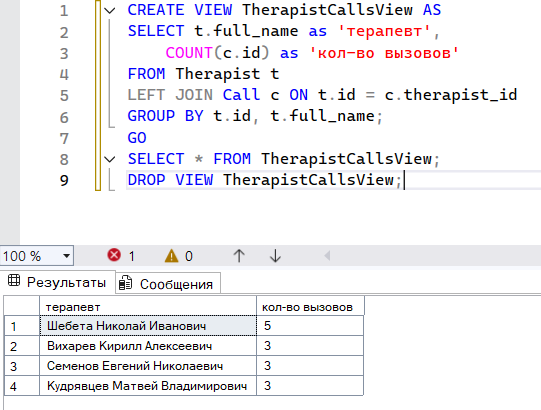 1 CREATE VIEW TherapistCallsView AS
2 SELECT t.full_name as 'терапевт',
3 COUNT(c.id) as 'кол-во вызовов'
4 FROM Therapist t
5 LEFT JOIN Call c ON t.id = c.therapist_id
6 GROUP BY t.id, t.full_name;
7 GO
8 SELECT * FROM TherapistCallsView;
9 DROP VIEW TherapistCallsView;
100 % 1 0
Результаты Сообщения
терапевт кол-во вызовов
1 Шебета Николай Иванович 5
2 Вихарев Кирилл Алексеевич 3
3 Семенов Евгений Николаевич 3
4 Кудрявцев Матвей Владимирович 3